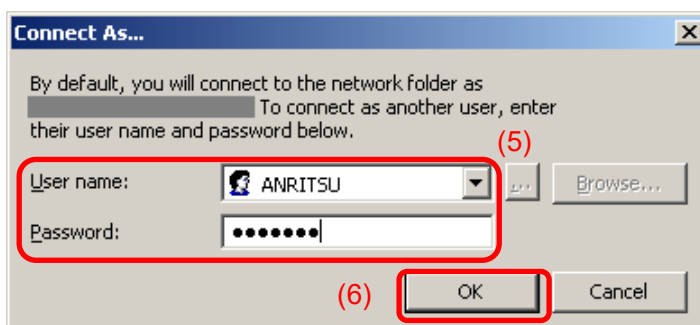 Connect As...
By default, you will connect to the network folder as
To connect as another user, enter
their user name and password below.
(5)
User name: ANRITSU ... Browse...
Password: ●●●●●●●
(6) OK Cancel